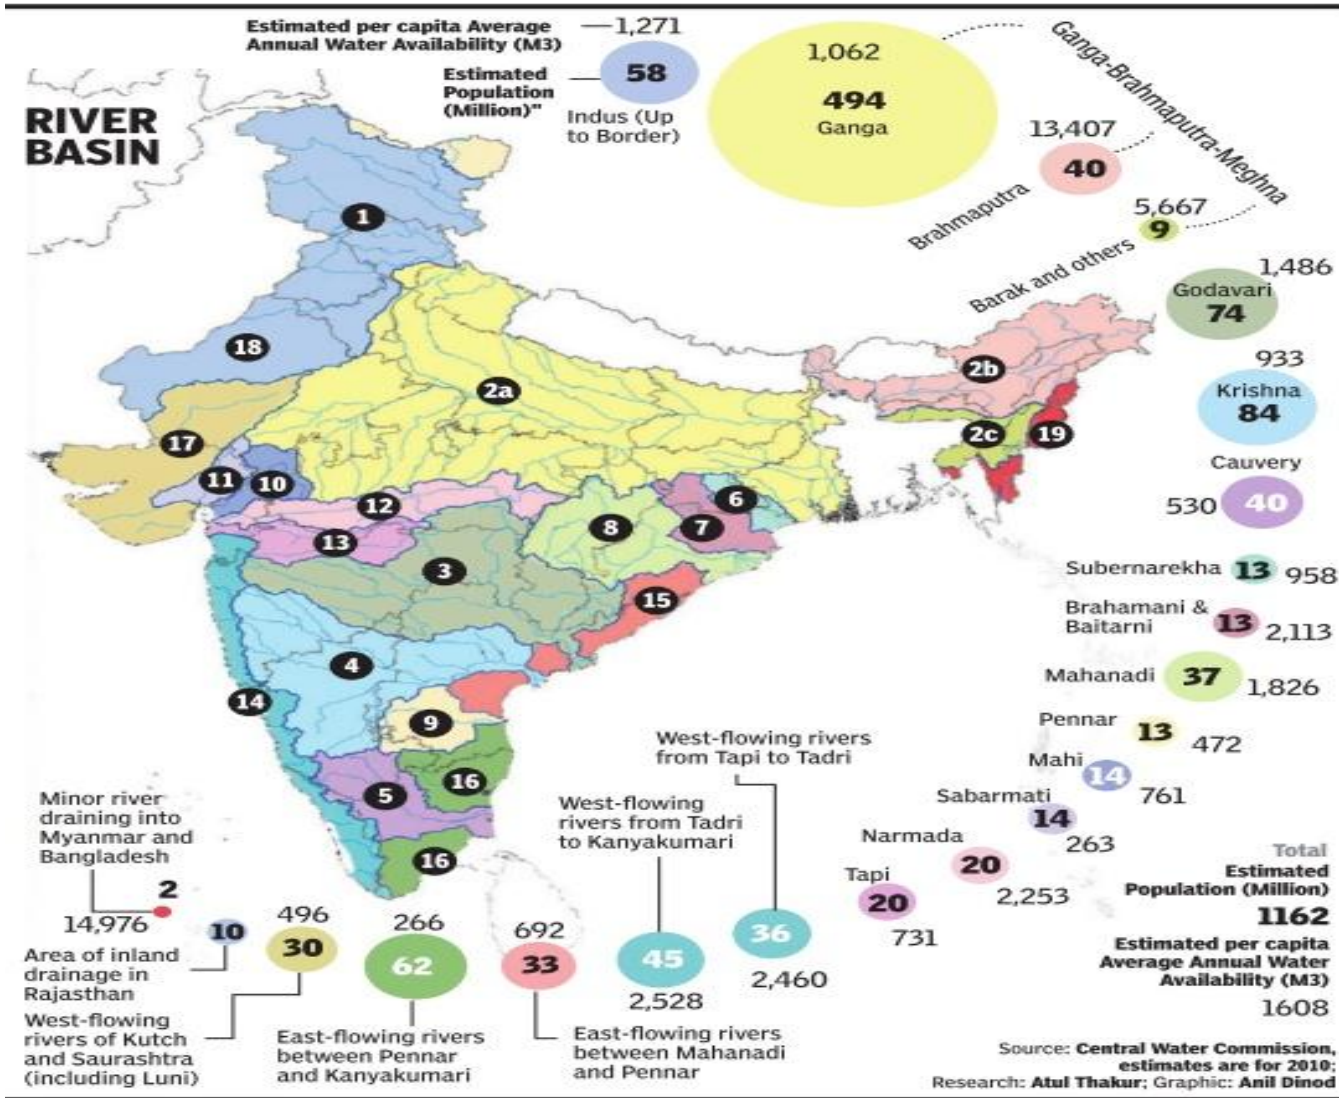 RIVER
BASIN
Estimated per capita Average
Annual Water Availability (M3)
1,271
Estimated
Population
(Million)"
58
Indus (Up
to Border)
1,062
494
Ganga
Ganga-Brahmaputra-Meghna
13,407
40
Brahmaputra
5,667
9
Barak and others
1,486
Godavari
74
933
Krishna
84
Cauvery
530
40
Subernarekha
13
958
Brahamani &
Baitarni
13
2,113
Mahanadi
37
1,826
Pennar
13
472
Mahi
14
761
Sabarmati
14
263
Narmada
20
2,253
Tapi
20
731
West-flowing rivers
from Tapi to Tadri
36
2,460
West-flowing
rivers from Tadri
to Kanyakumari
45
2,528
692
33
East-flowing rivers
between Mahanadi
and Pennar
266
62
East-flowing rivers
between Pennar
and Kanyakumari
496
30
West-flowing
rivers of Kutch
and Saurashtra
(including Luni)
10
Area of inland
drainage in
Rajasthan
Minor river
draining into
Myanmar and
Bangladesh
2
14,976
1
18
2a
2b
2c
19
17
11
10
12
13
6
7
8
3
15
4
14
9
5
16
16
Total
Estimated
Population (Million)
1162
Estimated per capita
Average Annual Water
Availability (M3)
1608
Source: Central Water Commission,
estimates are for 2010;
Research: Atul Thakur; Graphic: Anil Dinod